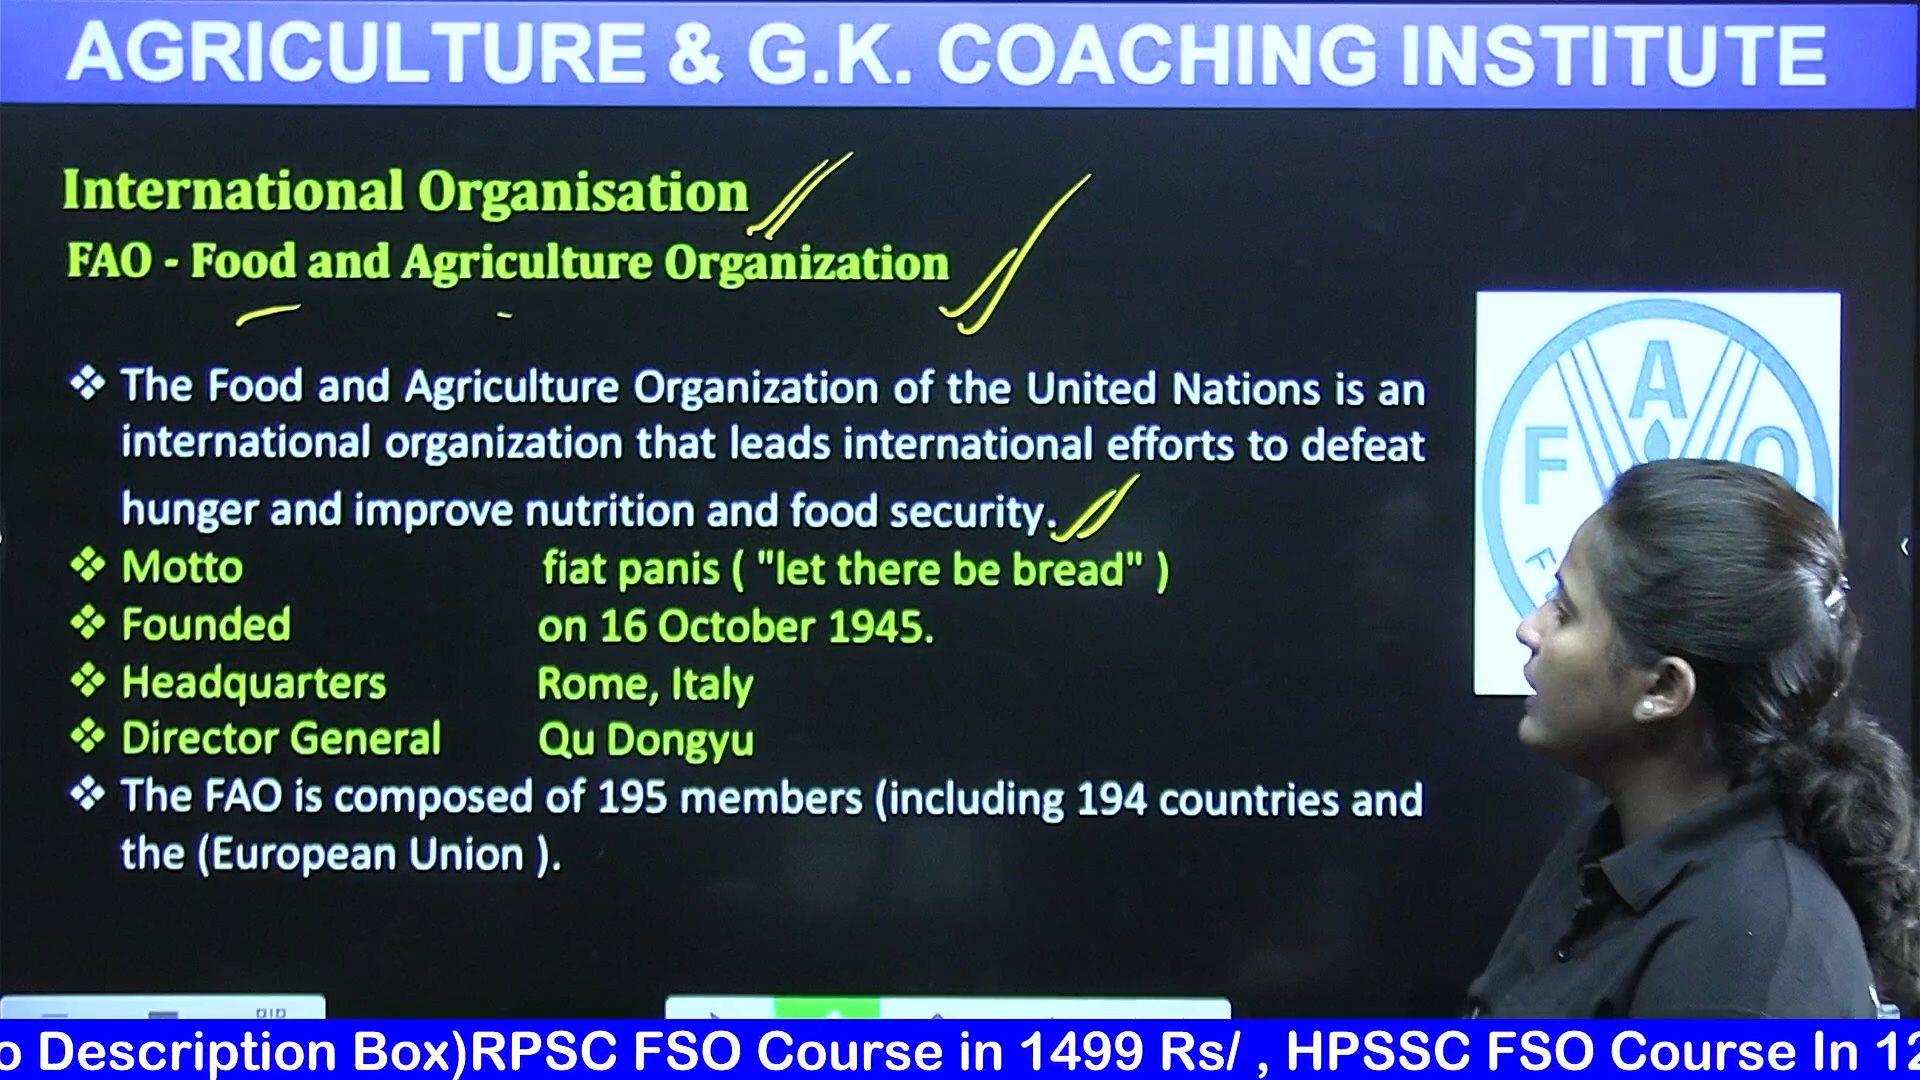 AGRICULTURE & G.K. COACHING INSTITUTE
International Organisation
FAO - Food and Agriculture Organization
❖ The Food and Agriculture Organization of the United Nations is an
international organization that leads international efforts to defeat
hunger and improve nutrition and food security.
❖ Motto fiat panis ( "let there be bread" )
❖ Founded on 16 October 1945.
❖ Headquarters Rome, Italy
❖ Director General Qu Dongyu
❖ The FAO is composed of 195 members (including 194 countries and
the (European Union ).
F A O
o Description Box)RPSC FSO Course in 1499 Rs/ , HPSSC FSO Course In 12